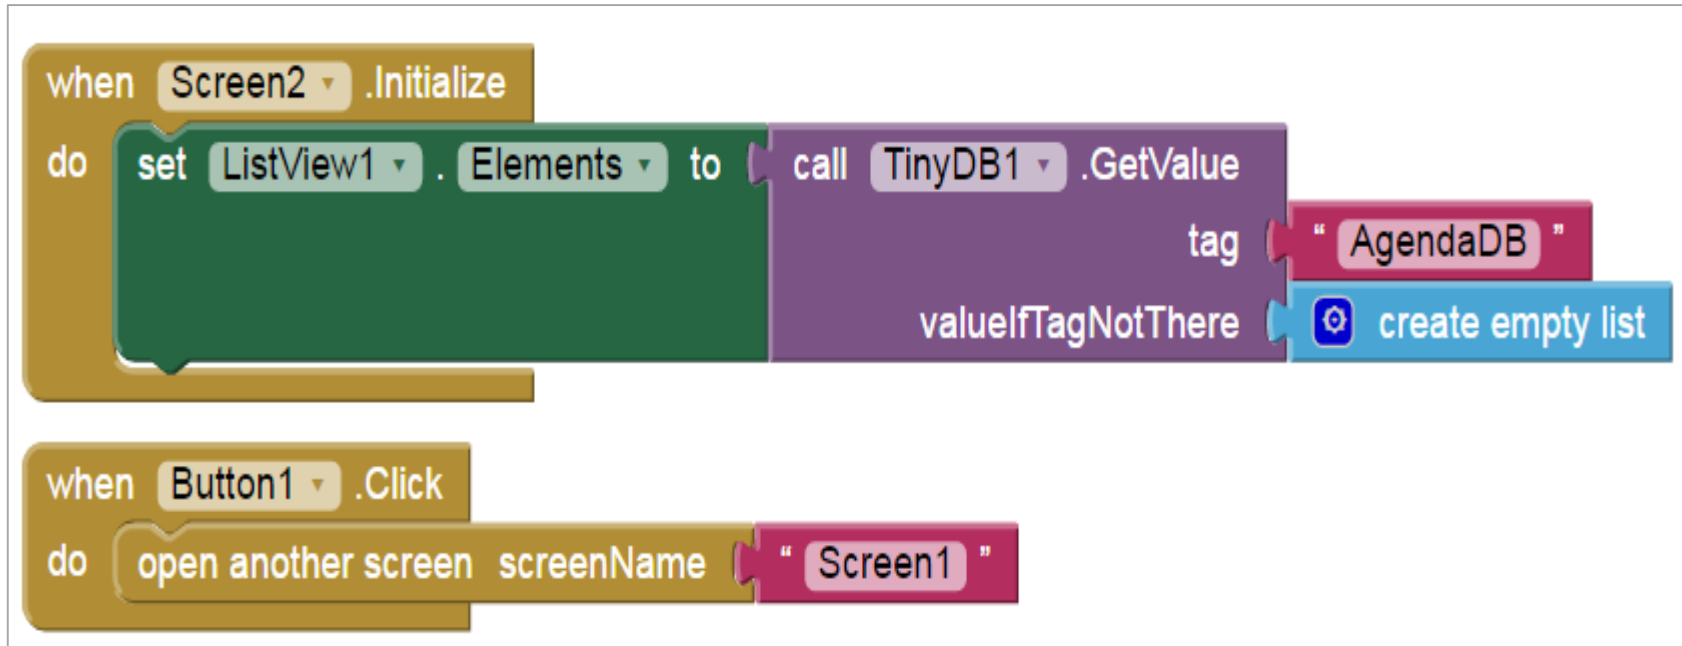 when Screen2 .Initialize
do set ListView1 . Elements to call TinyDB1 .GetValue
tag “ AgendaDB ”
valueIfTagNotThere create empty list
when Button1 .Click
do open another screen screenName “ Screen1 ”